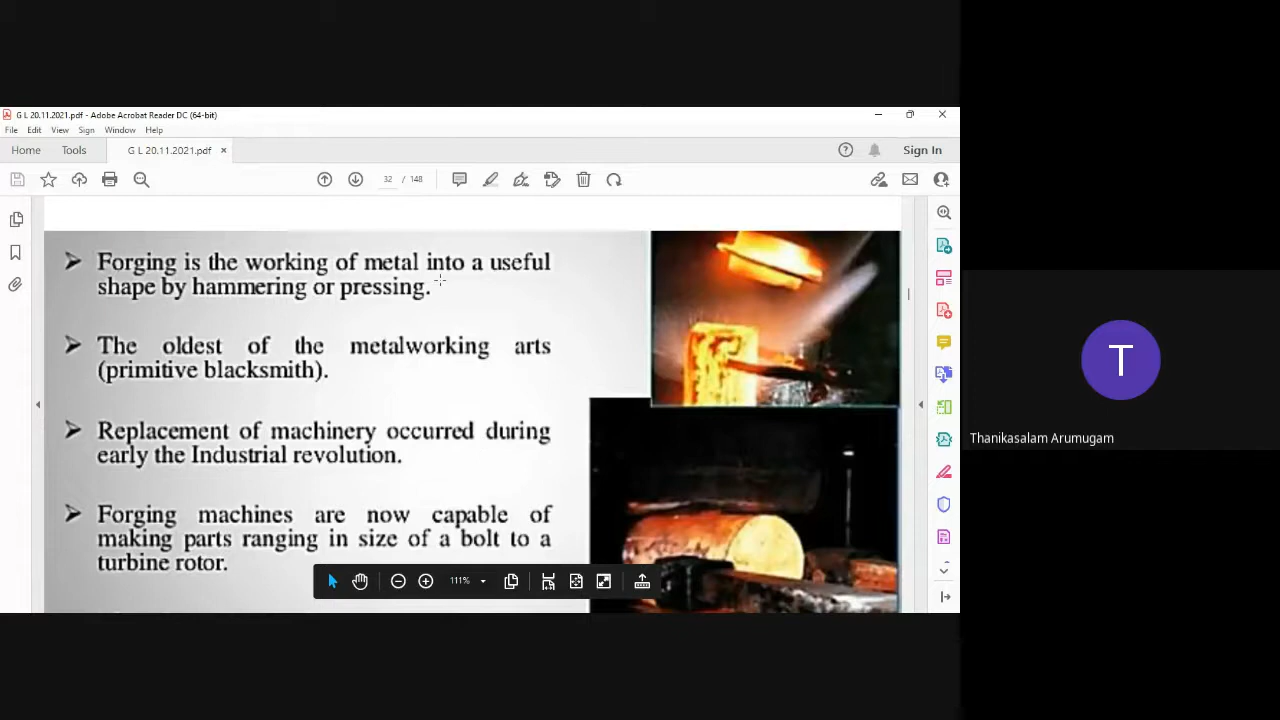 G L 20.11.2021.pdf - Adobe Acrobat Reader DC (64-bit)
File Edit View Sign Window Help
Home Tools G L 20.11.2021.pdf × Sign In
32 / 148
➢ Forging is the working of metal into a useful
shape by hammering or pressing.
➢ The oldest of the metalworking arts
(primitive blacksmith).
➢ Replacement of machinery occurred during
early the Industrial revolution.
➢ Forging machines are now capable of
making parts ranging in size of a bolt to a
turbine rotor.
111%
T
Thanikasalam Arumugam